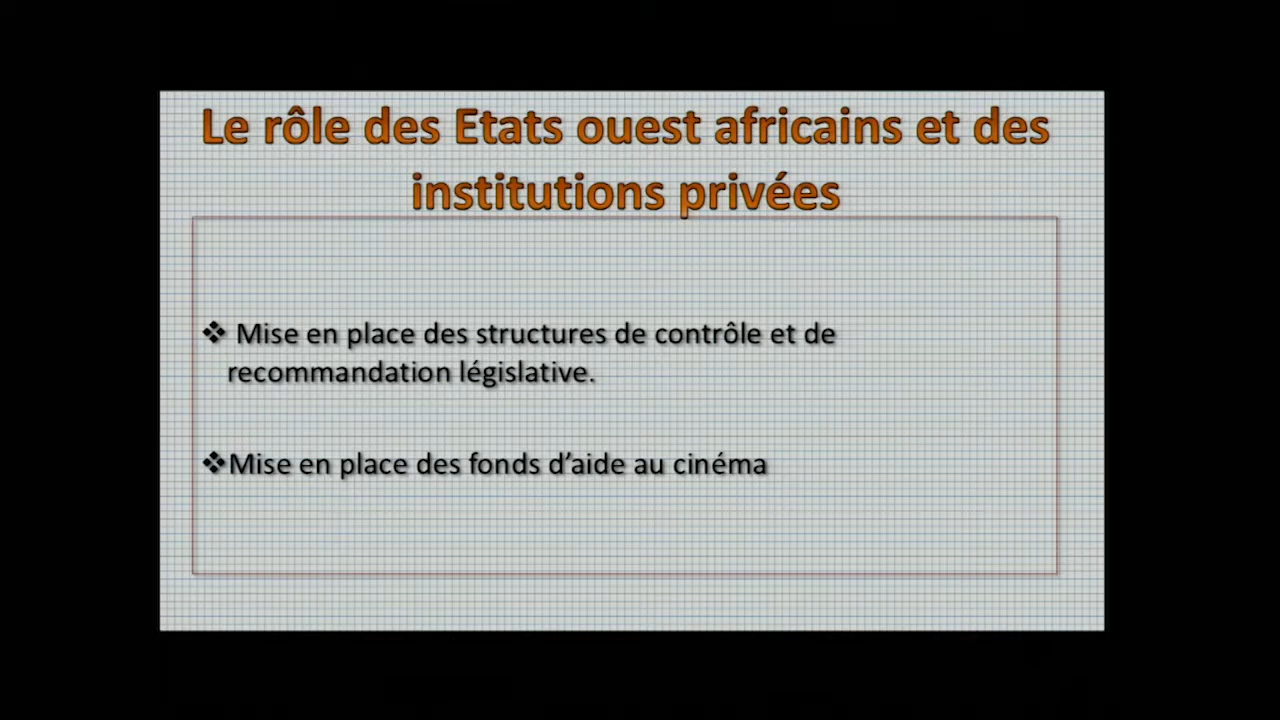 Le rôle des Etats ouest africains et des
institutions privées
❖ Mise en place des structures de contrôle et de
recommandation législative.
❖Mise en place des fonds d’aide au cinéma